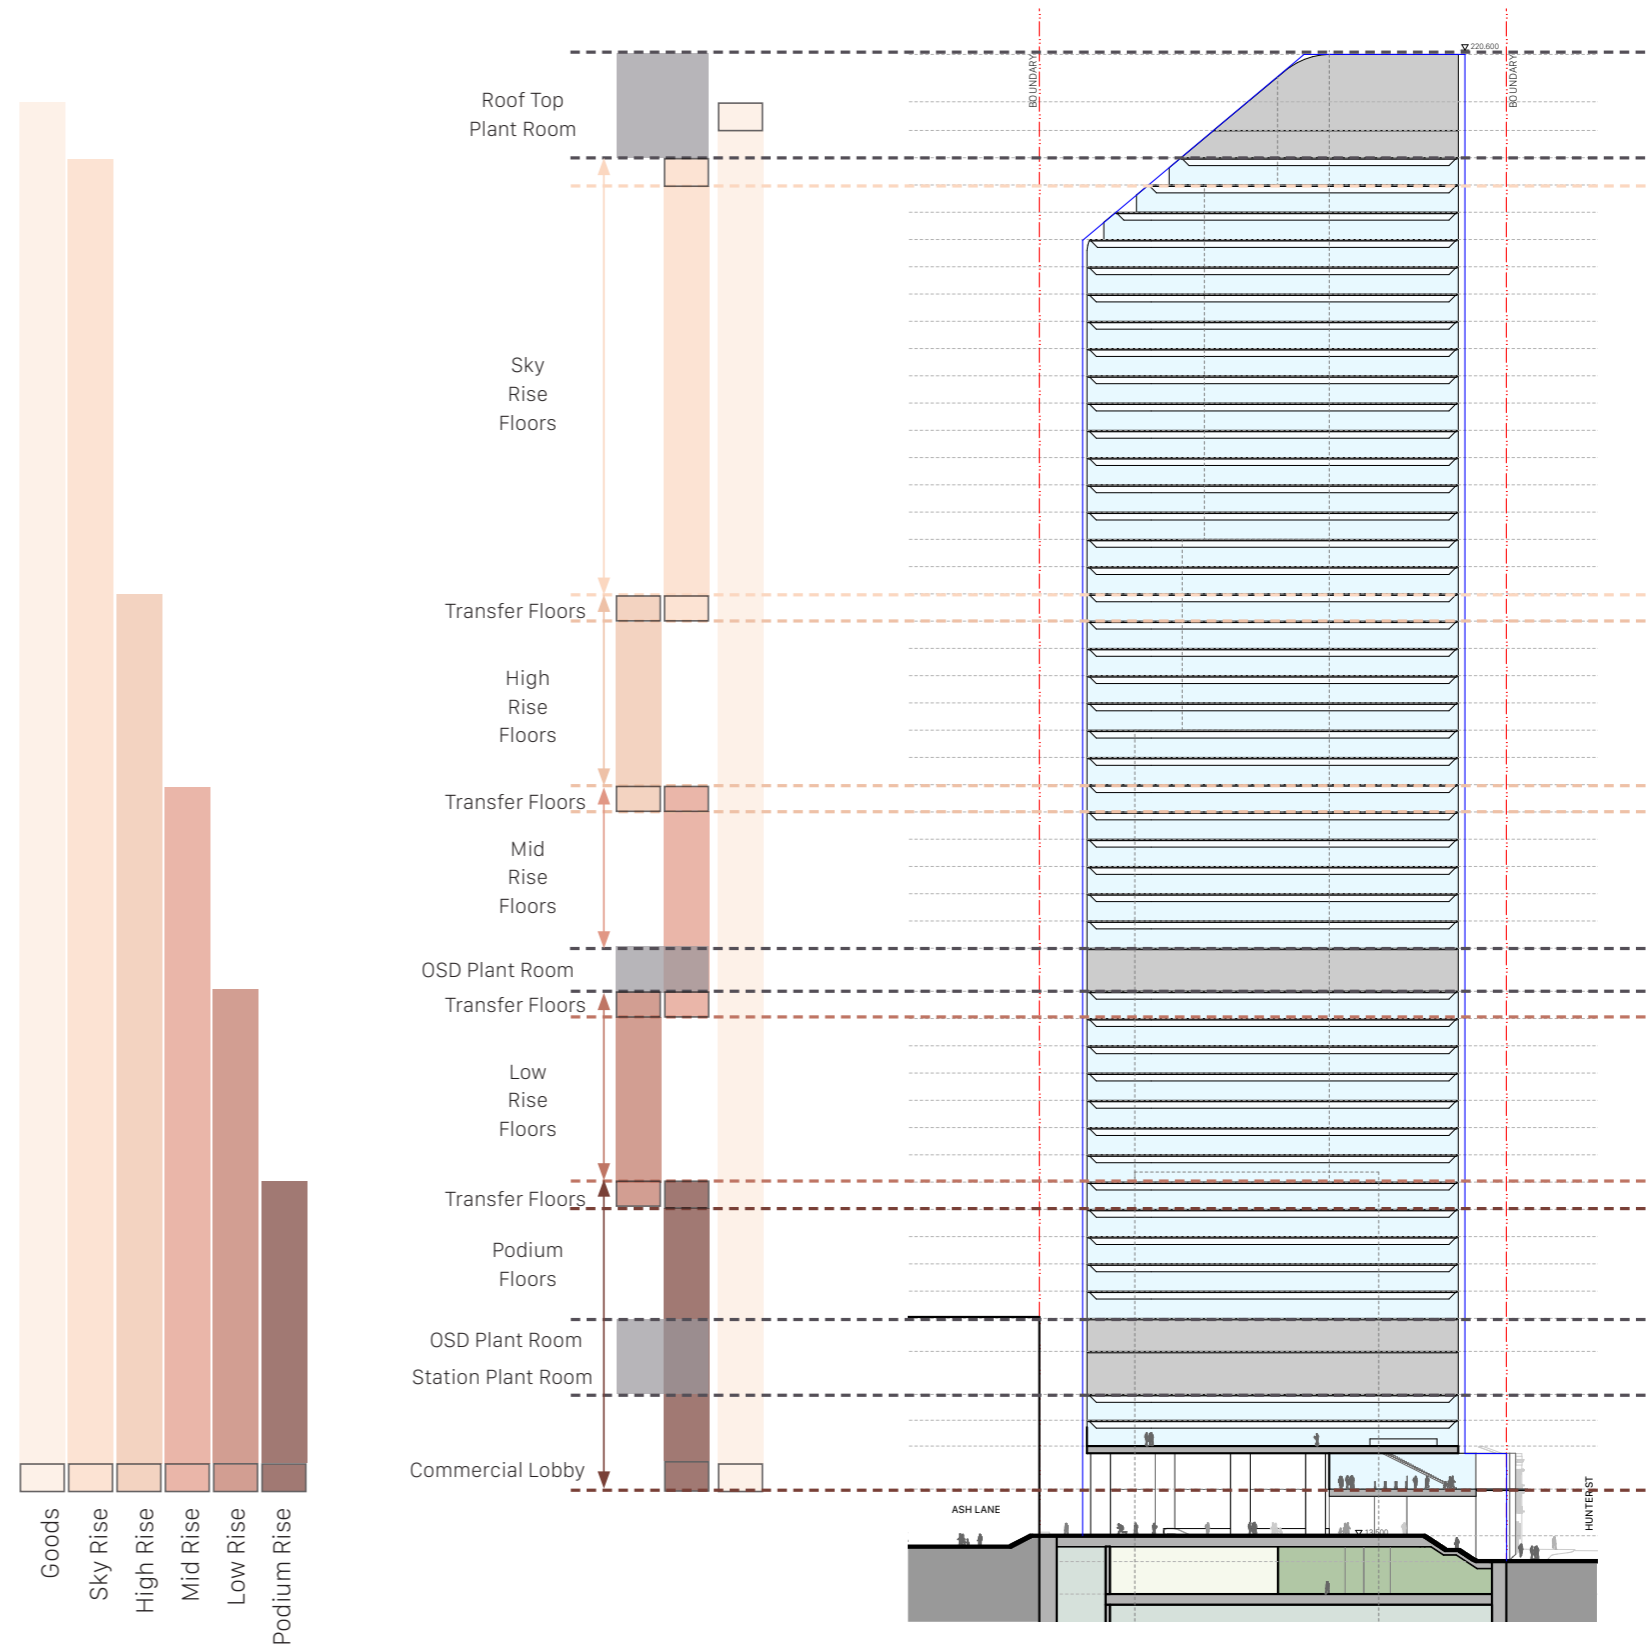 220.600
BOUNDARY
BOUNDARY
Roof Top
Plant Room
Sky
Rise
Floors
Transfer Floors
High
Rise
Floors
Transfer Floors
Mid
Rise
Floors
OSD Plant Room
Transfer Floors
Low
Rise
Floors
Transfer Floors
Podium
Floors
OSD Plant Room
Station Plant Room
Commercial Lobby
ASH LANE
HUNTER ST
Goods
Sky Rise
High Rise
Mid Rise
Low Rise
Podium Rise